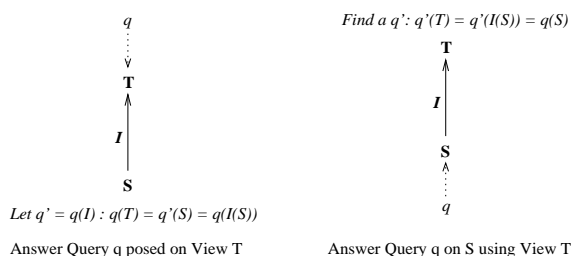 q
T
I
S
Let q' = q(I) : q(T) = q'(S) = q(I(S))
Answer Query q posed on View T
Find a q': q'(T) = q'(I(S)) = q(S)
T
I
S
q
Answer Query q on S using View T